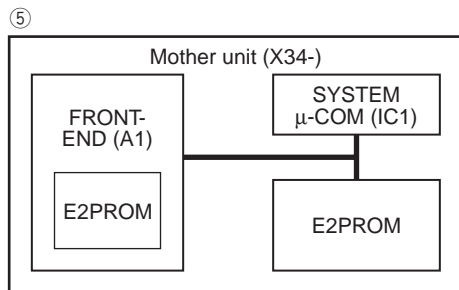 ⑤
Mother unit (X34-)
FRONT-
END (A1)
E2PROM
SYSTEM
μ-COM (IC1)
E2PROM